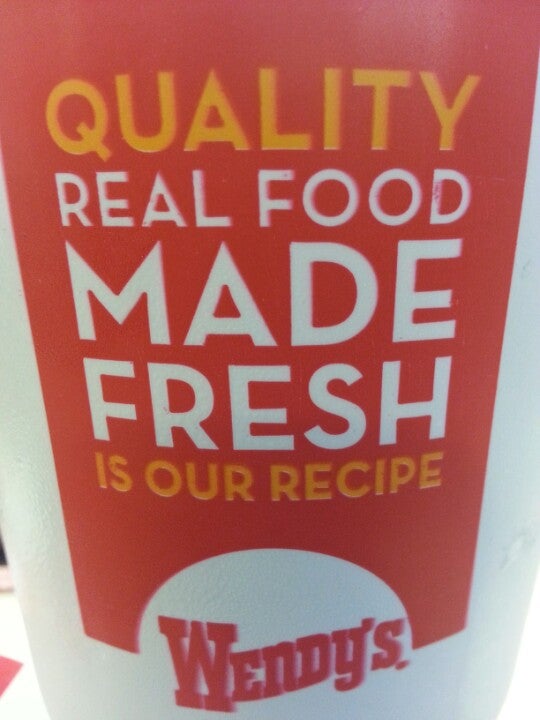 QUALITY
REAL FOOD
MADE
FRESH
IS OUR RECIPE
WENDY'S